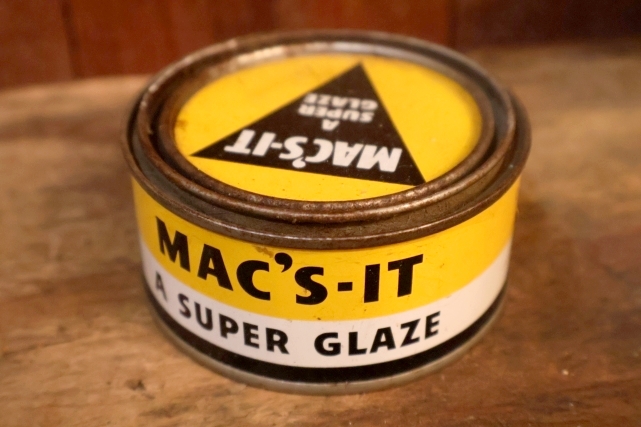 A
SUPER
GLAZE
MAC'S-IT
MAC'S-IT
A SUPER GLAZE